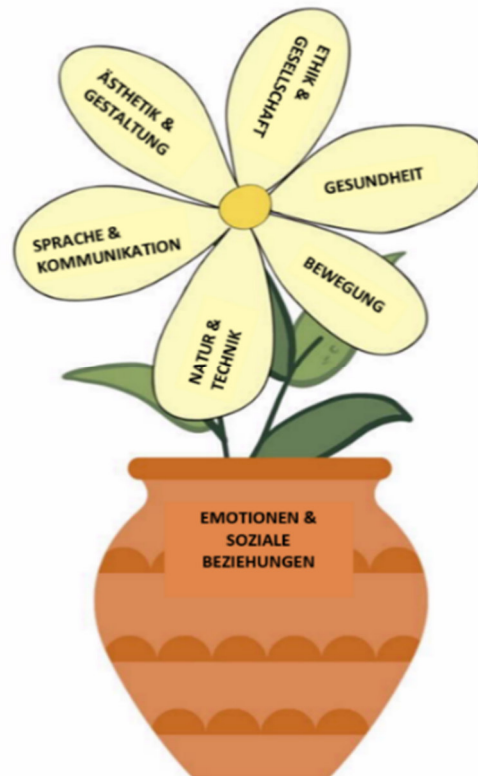 ÄSTHETIK &
GESTALTUNG
ETHIK &
GESELLSCHAFT
GESUNDHEIT
SPRACHE &
KOMMUNIKATION
BEWEGUNG
NATUR &
TECHNIK
EMOTIONEN &
SOZIALE
BEZIEHUNGEN